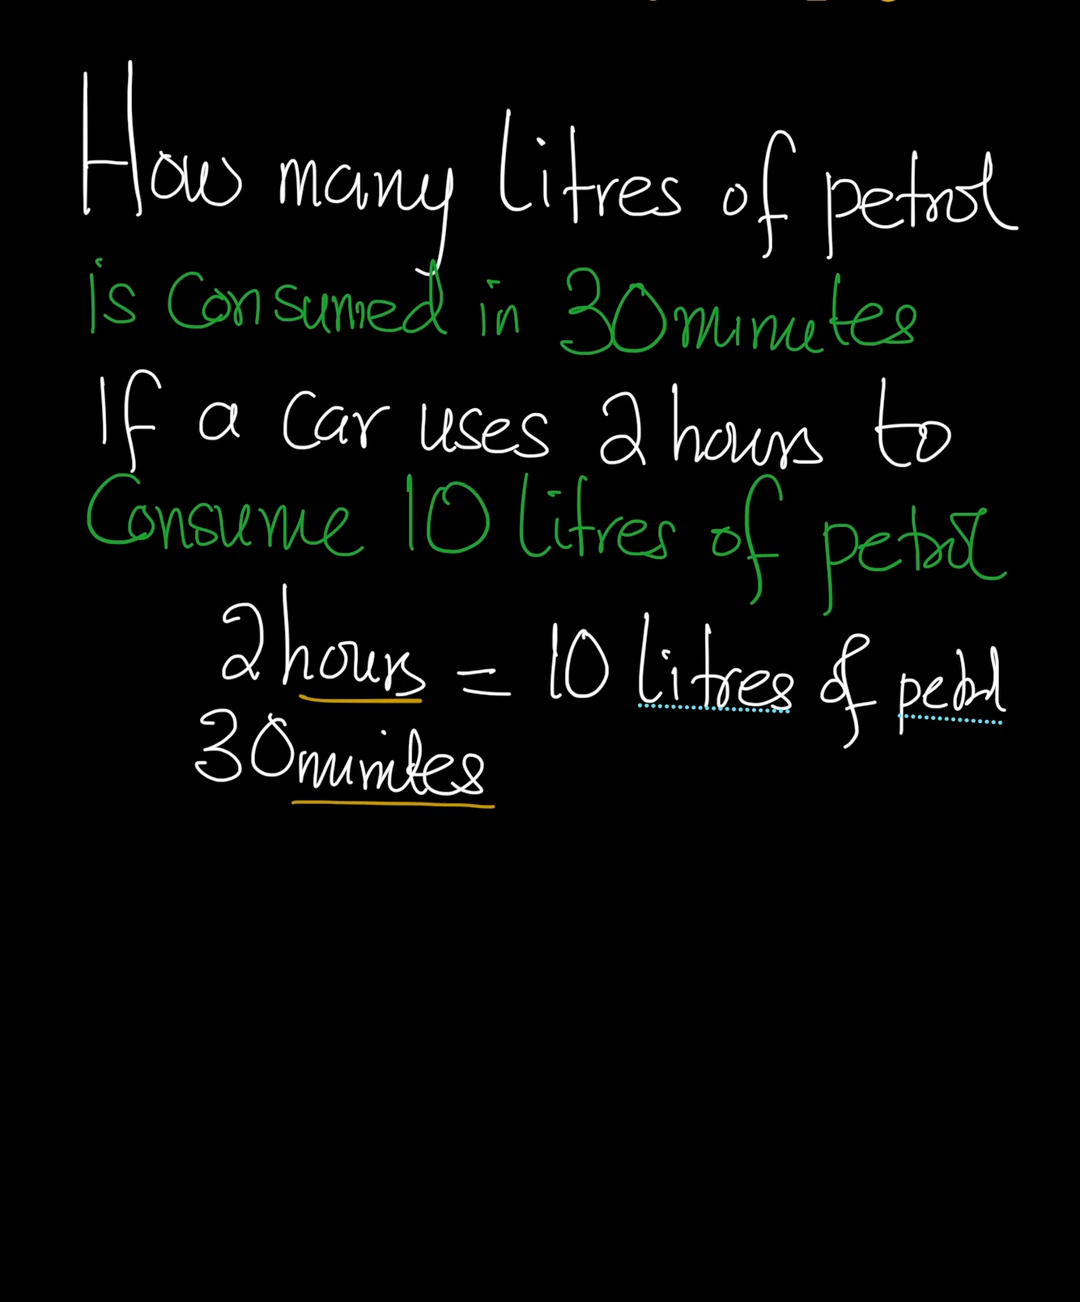 How many litres of petrol
is consumed in 30 minutes
If a car uses 2 hours to
Consume 10 litres of petrol
2 hours = 10 litres of petrol
30 minutes